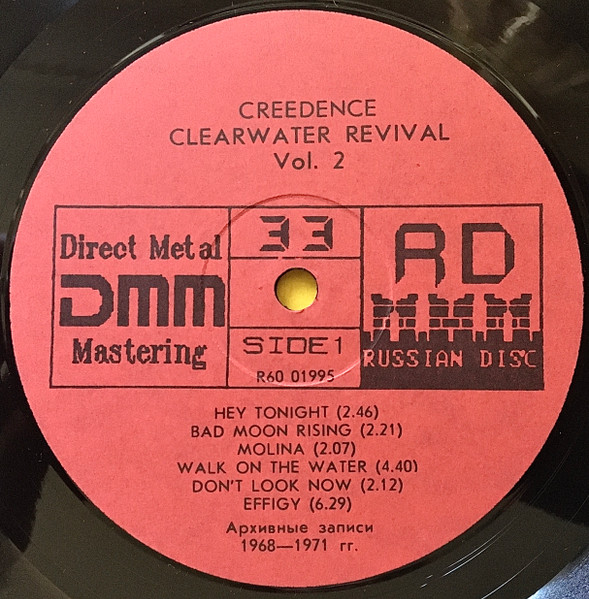 CREEDENCE
CLEARWATER REVIVAL
Vol. 2
Direct Metal
DMM
Mastering
33
SIDE 1
R60 01995
RD
RUSSIAN DISC
HEY TONIGHT (2.46)
BAD MOON RISING (2.21)
MOLINA (2.07)
WALK ON THE WATER (4.40)
DON'T LOOK NOW (2.12)
EFFIGY (6.29)
Архивные записи
1968—1971 гг.